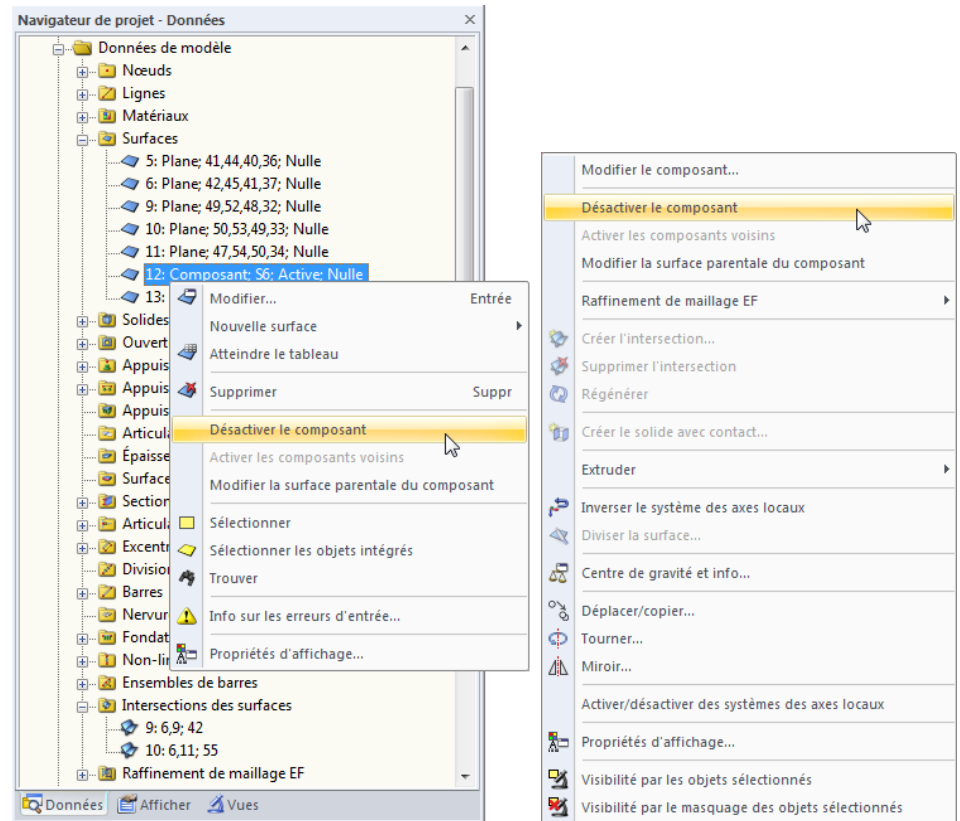 Navigateur de projet - Données
Données de modèle
Nœuds
Lignes
Matériaux
Surfaces
5: Plane; 41,44,40,36; Nulle
6: Plane; 42,45,41,37; Nulle
9: Plane; 49,52,48,32; Nulle
10: Plane; 50,53,49,33; Nulle
11: Plane; 47,54,50,34; Nulle
12: Composant; S6; Active; Nulle
13:
Solides
Ouvert
Appuis
Appuis
Appuis
Articula
Épaisse
Surface
Section
Articula
Excentr
Division
Barres
Nervur
Fondat
Non-lin
Ensembles de barres
Intersections des surfaces
9: 6,9; 42
10: 6,11; 55
Raffinement de maillage EF
Données Afficher Vues
Modifier... Entrée
Nouvelle surface
Atteindre le tableau
Supprimer Suppr
Désactiver le composant
Activer les composants voisins
Modifier la surface parentale du composant
Sélectionner
Sélectionner les objets intégrés
Trouver
Info sur les erreurs d'entrée...
Propriétés d'affichage...
Modifier le composant...
Désactiver le composant
Activer les composants voisins
Modifier la surface parentale du composant
Raffinement de maillage EF
Créer l'intersection...
Supprimer l'intersection
Régénérer
Créer le solide avec contact...
Extruder
Inverser le système des axes locaux
Diviser la surface...
Centre de gravité et info...
Déplacer/copier...
Tourner...
Miroir...
Activer/désactiver des systèmes des axes locaux
Propriétés d'affichage...
Visibilité par les objets sélectionnés
Visibilité par le masquage des objets sélectionnés